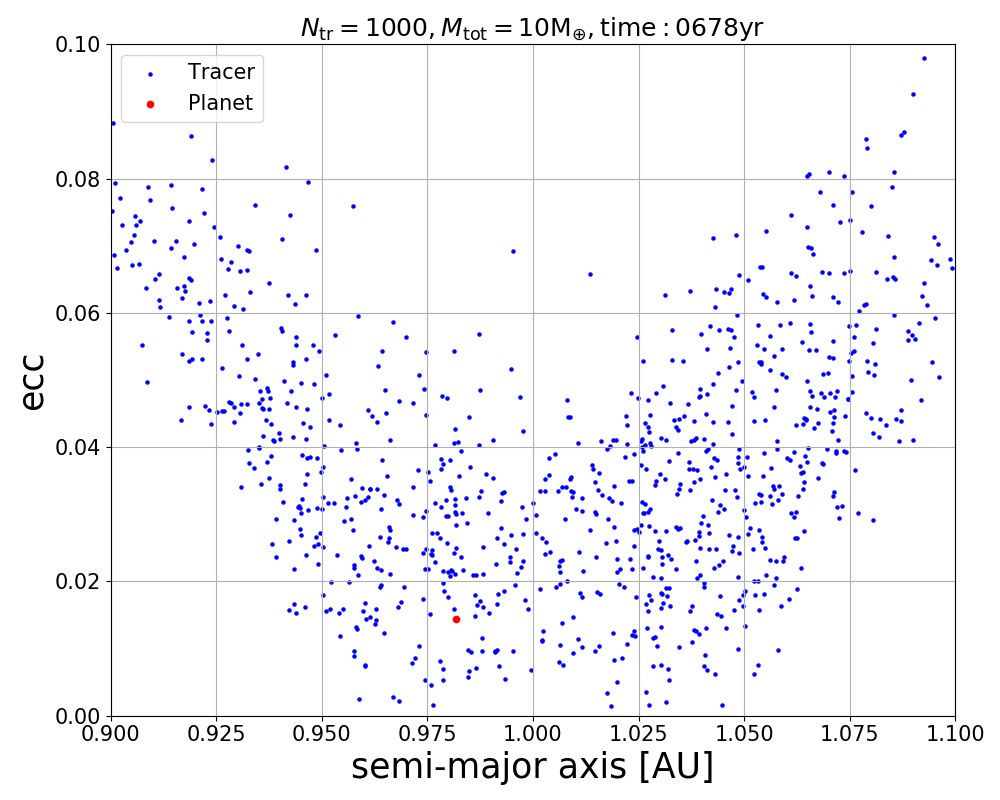 N_tr = 1000, M_tot = 10M_⊕, time : 0678yr
Tracer
Planet
0.10
0.08
0.06
0.04
0.02
0.00
ecc
0.900 0.925 0.950 0.975 1.000 1.025 1.050 1.075 1.100
semi-major axis [AU]